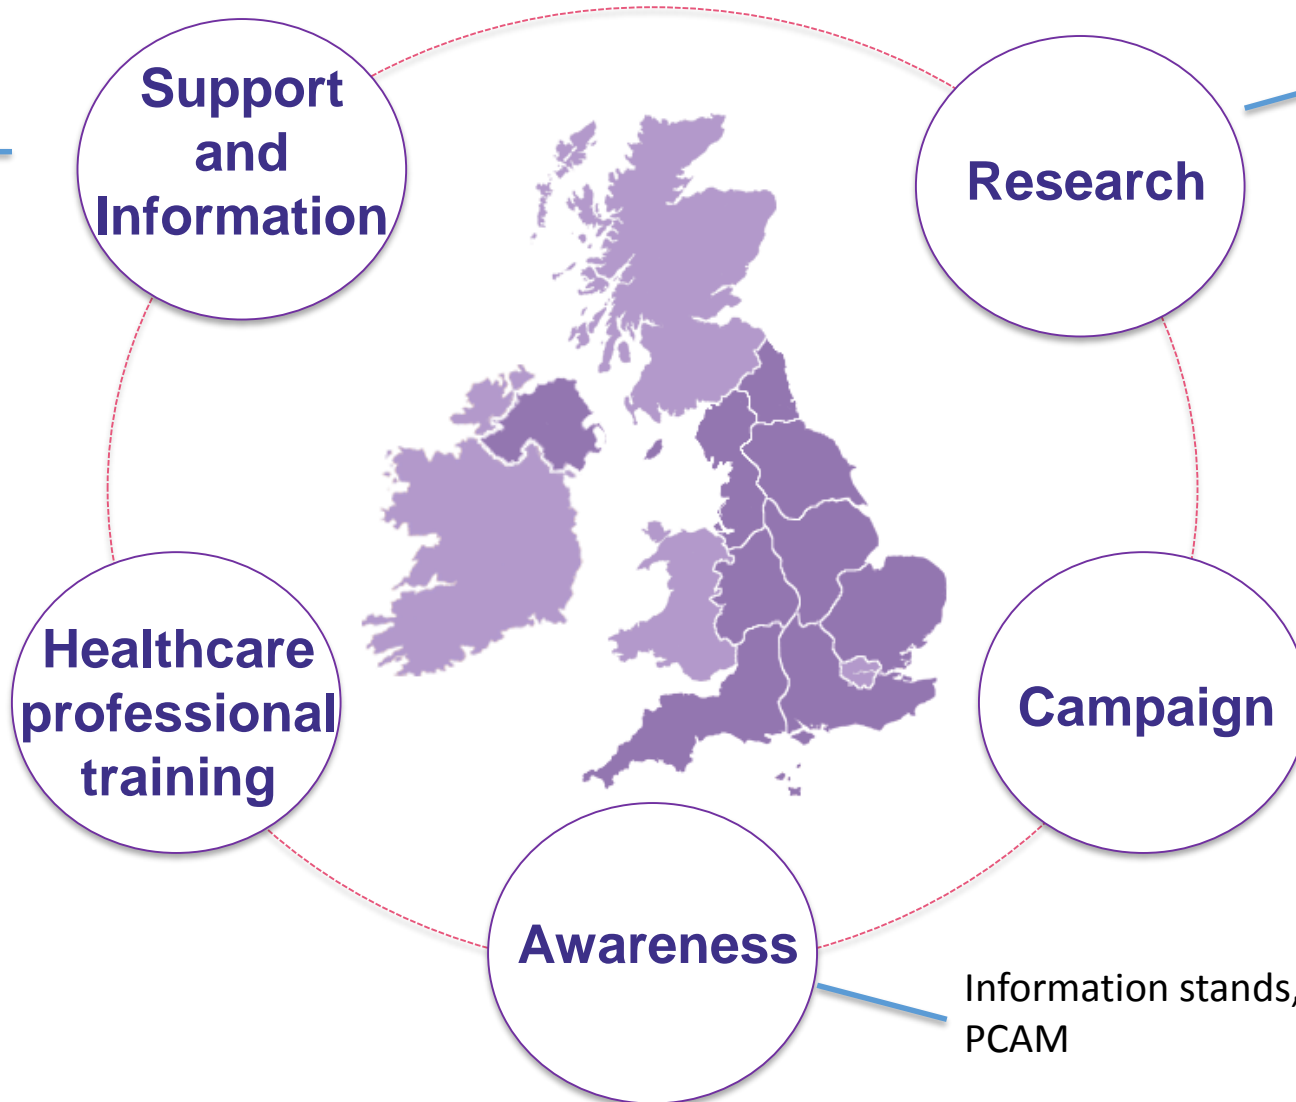 Support
and
Information
Research
Healthcare
professional
training
Campaign
Awareness
Information stands,
PCAM